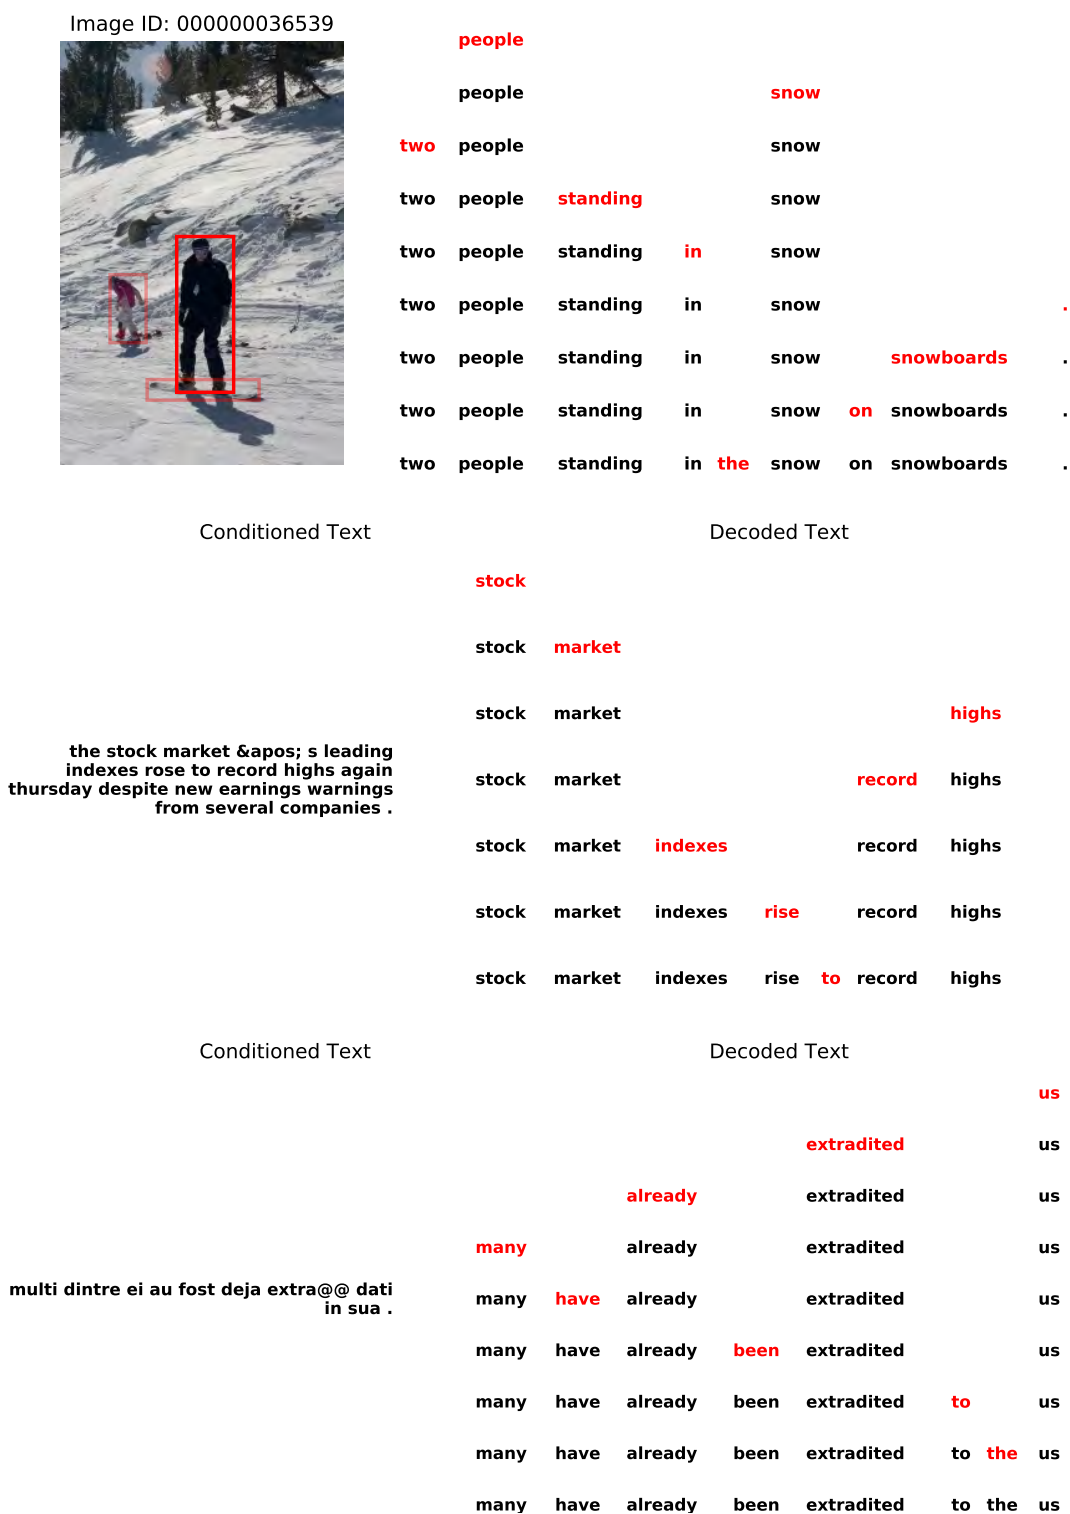 Image ID: 000000036539
people
people snow
two people snow
two people standing snow
two people standing in snow
two people standing in snow .
two people standing in snow snowboards .
two people standing in snow on snowboards .
two people standing in the snow on snowboards .
Conditioned Text Decoded Text
the stock market &apos; s leading
indexes rose to record highs again
thursday despite new earnings warnings
from several companies .
stock
stock market
stock market highs
stock market record highs
stock market indexes record highs
stock market indexes rise record highs
stock market indexes rise to record highs
Conditioned Text Decoded Text
multi dintre ei au fost deja extra@@ dati
in sua .
us
extradited us
already extradited us
many already extradited us
many have already extradited us
many have already been extradited us
many have already been extradited to us
many have already been extradited to the us
many have already been extradited to the us